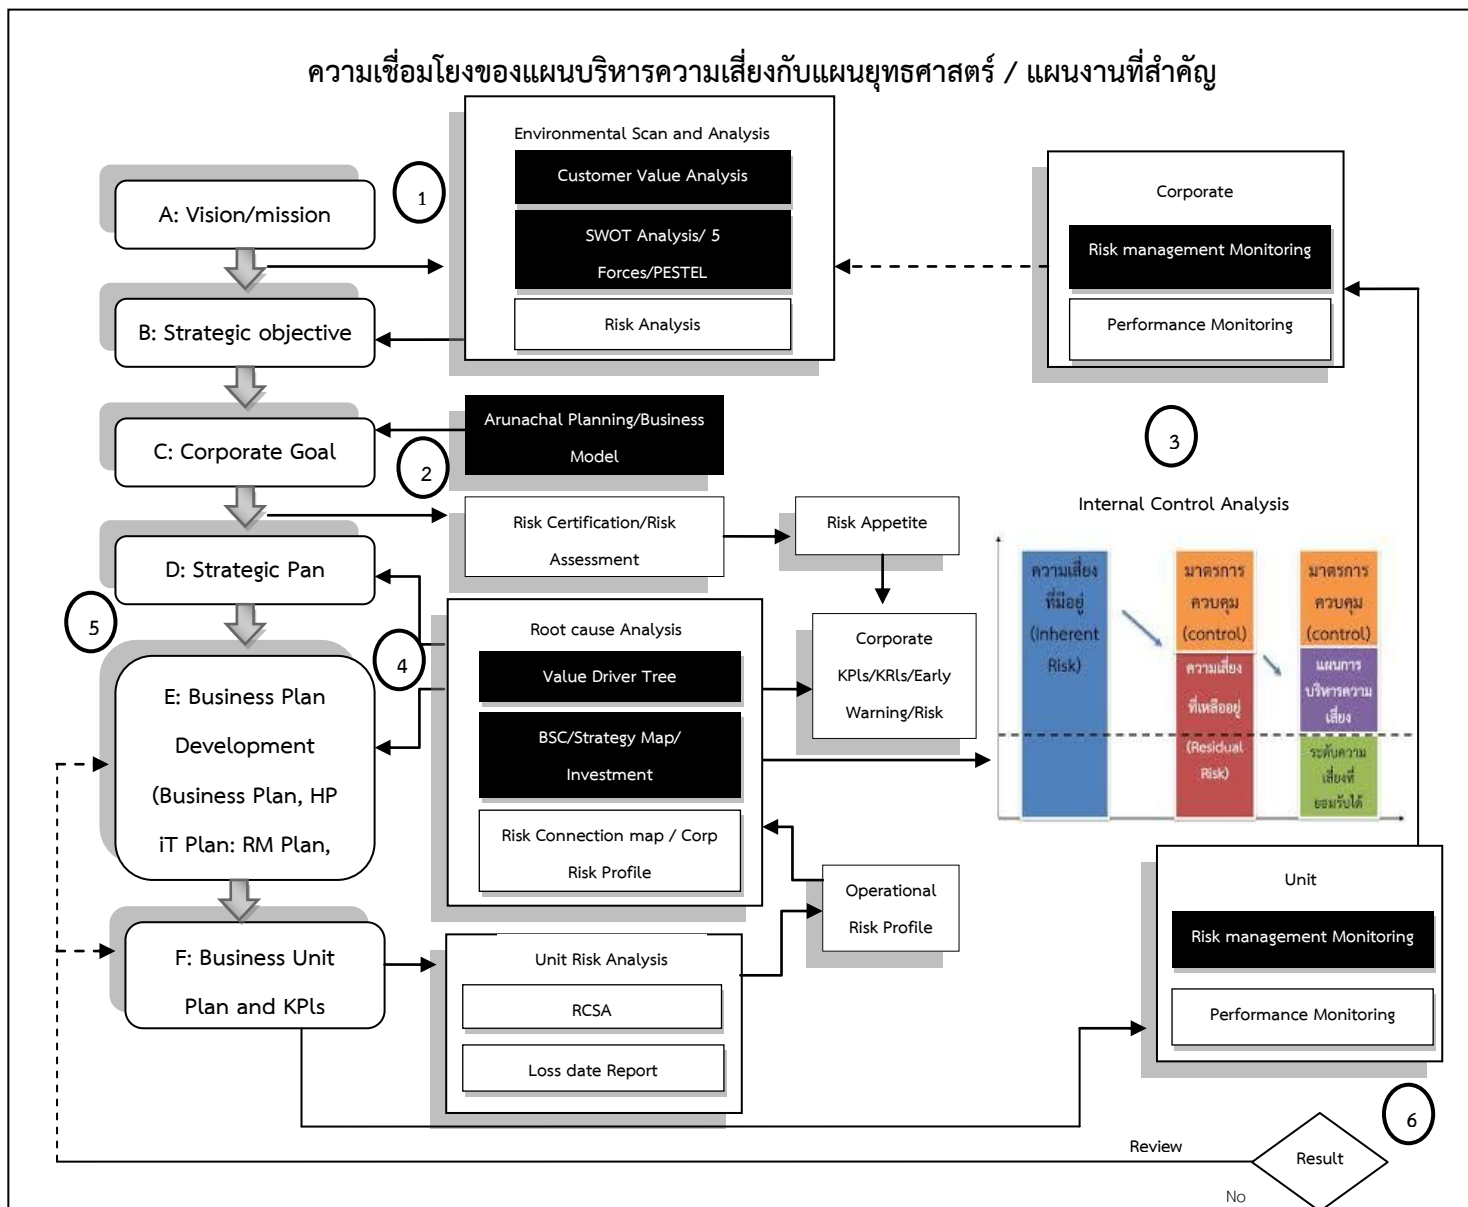 ความเชื่อมโยงของแผนบริหารความเสี่ยงกับแผนยุทธศาสตร์ / แผนงานที่สำคัญ
Environmental Scan and Analysis
Customer Value Analysis
SWOT Analysis/ 5
Forces/PESTEL
Risk Analysis
1
A: Vision/mission
B: Strategic objective
C: Corporate Goal
D: Strategic Pan
E: Business Plan
Development
(Business Plan, HP
iT Plan: RM Plan,
F: Business Unit
Plan and KPls
Corporate
Risk management Monitoring
Performance Monitoring
2
Arunachal Planning/Business
Model
Risk Certification/Risk
Assessment
Risk Appetite
3
Internal Control Analysis
ความเสี่ยง
ที่มีอยู่
(Inherent
Risk)
มาตรการ
ควบคุม
(control)
ความเสี่ยง
ที่เหลืออยู่
(Residual
Risk)
มาตรการ
ควบคุม
(control)
แผนการ
บริหารความ
เสี่ยง
ระดับความ
เสี่ยงที่
ยอมรับได้
5
4
Root cause Analysis
Value Driver Tree
BSC/Strategy Map/
Investment
Risk Connection map / Corp
Risk Profile
Corporate
KPls/KRls/Early
Warning/Risk
Operational
Risk Profile
Unit Risk Analysis
RCSA
Loss date Report
Unit
Risk management Monitoring
Performance Monitoring
6
Review
Result
No